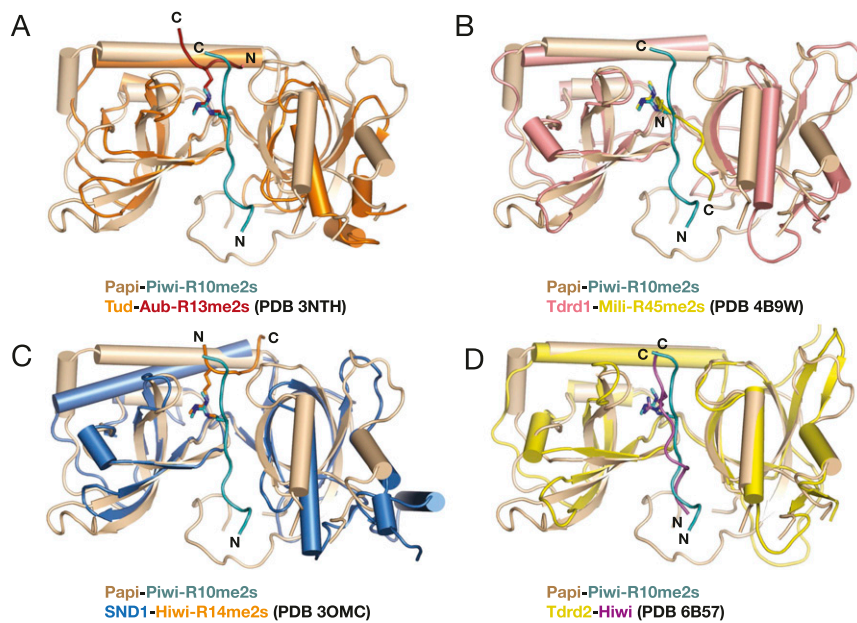 A
C
C
N
N
Papi-Piwi-R10me2s
Tud-Aub-R13me2s (PDB 3NTH)
B
C
N
C
N
Papi-Piwi-R10me2s
Tdrd1-Mili-R45me2s (PDB 4B9W)
C
N
C
N
Papi-Piwi-R10me2s
SND1-Hiwi-R14me2s (PDB 3OMC)
D
C
C
N
N
Papi-Piwi-R10me2s
Tdrd2-Hiwi (PDB 6B57)